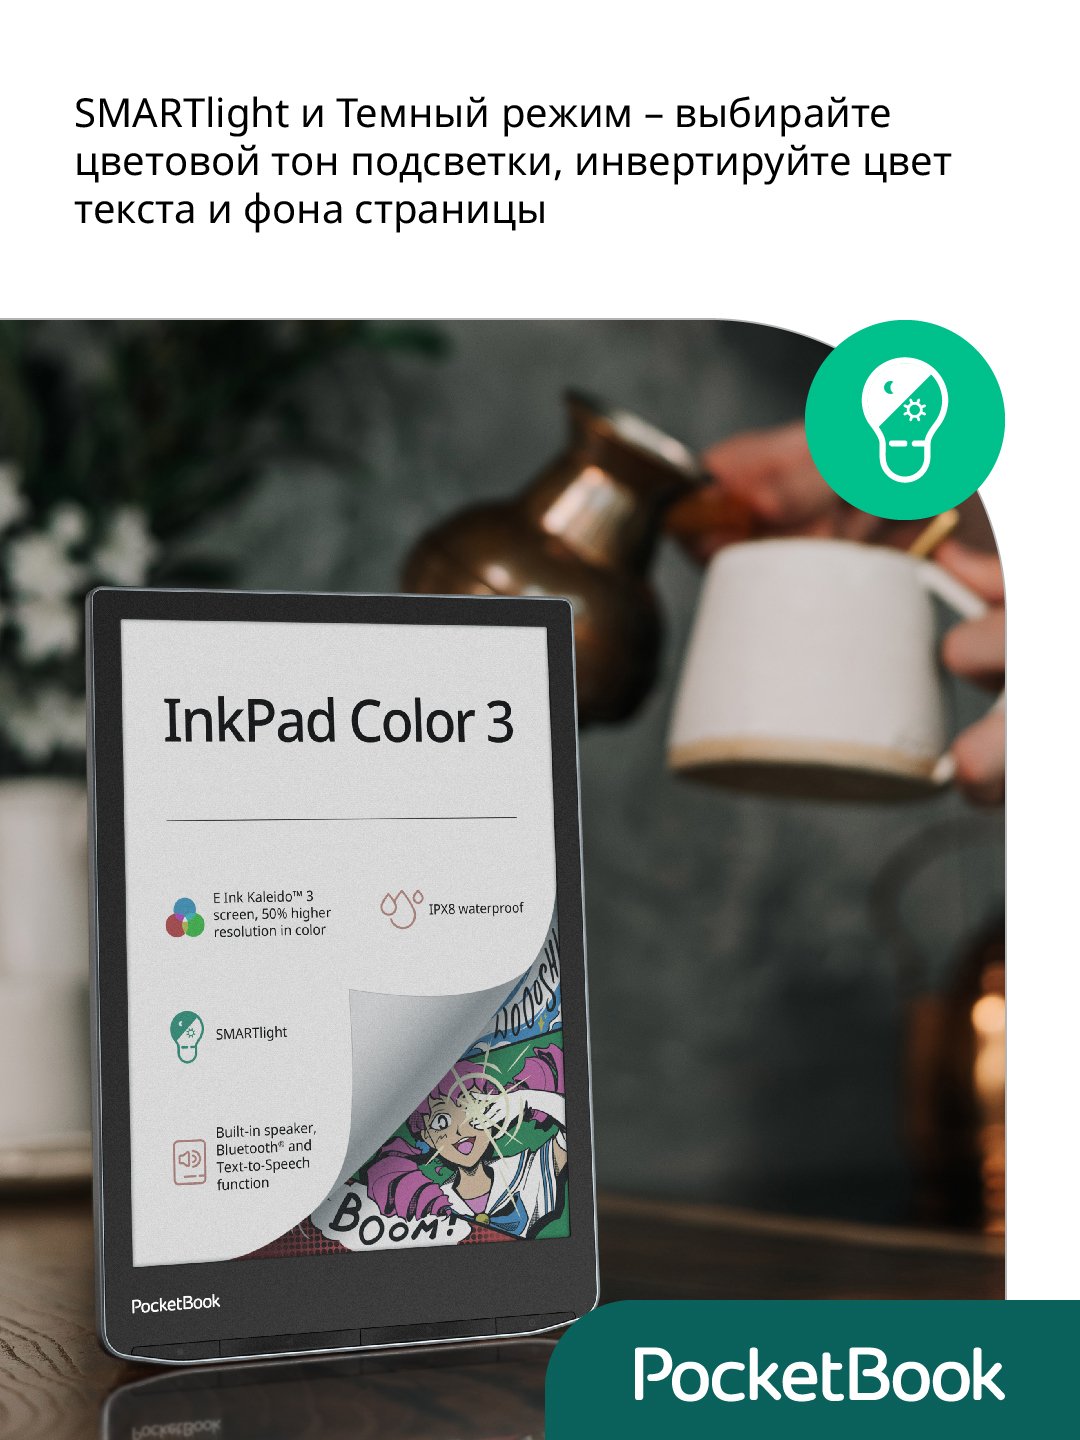 SMARTlight и Темный режим – выбирайте
цветовой тон подсветки, инвертируйте цвет
текста и фона страницы
InkPad Color 3
E Ink Kaleido™ 3
screen, 50% higher
resolution in color
IPX8 waterproof
SMARTlight
Built-in speaker,
Bluetooth® and
Text-to-Speech
function
BOOM!
PocketBook
PocketBook
PocketBook